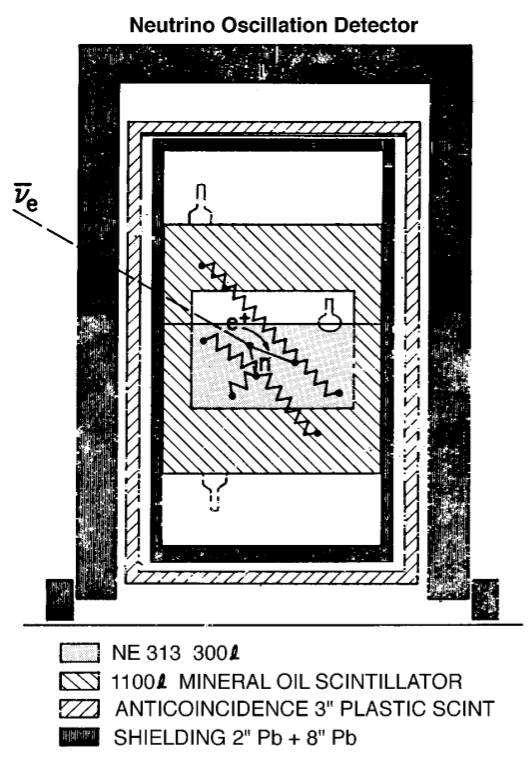 Neutrino Oscillation Detector
ν̄e
e+
n
NE 313 300ℓ
1100ℓ MINERAL OIL SCINTILLATOR
ANTICOINCIDENCE 3" PLASTIC SCINT
SHIELDING 2" Pb + 8" Pb